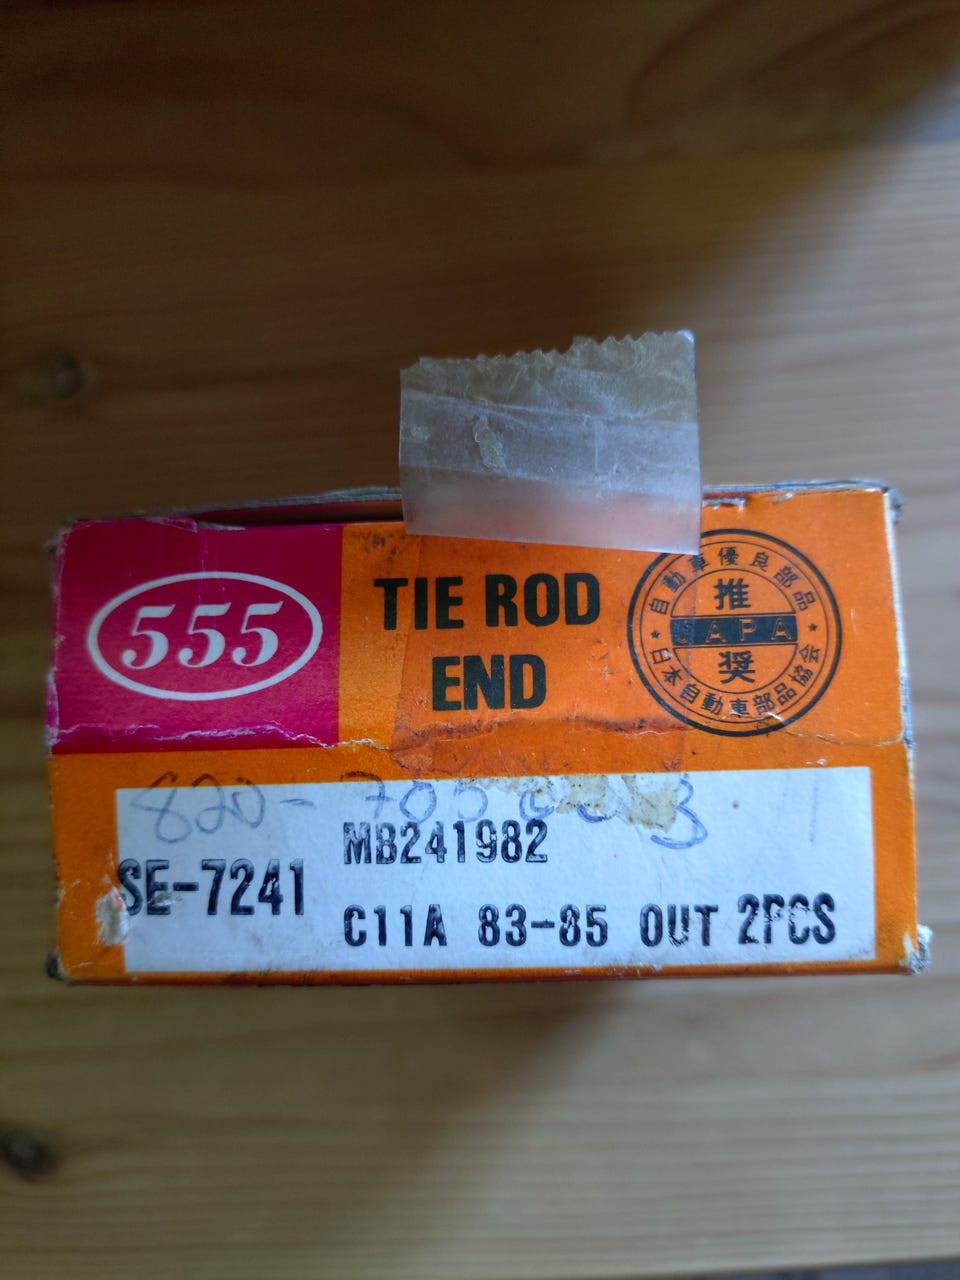 555
TIE ROD
END
自動車優良部品
推
JAPA
奨
日本自動車部品協会
MB241982
SE-7241
C11A 83-85 OUT 2PCS